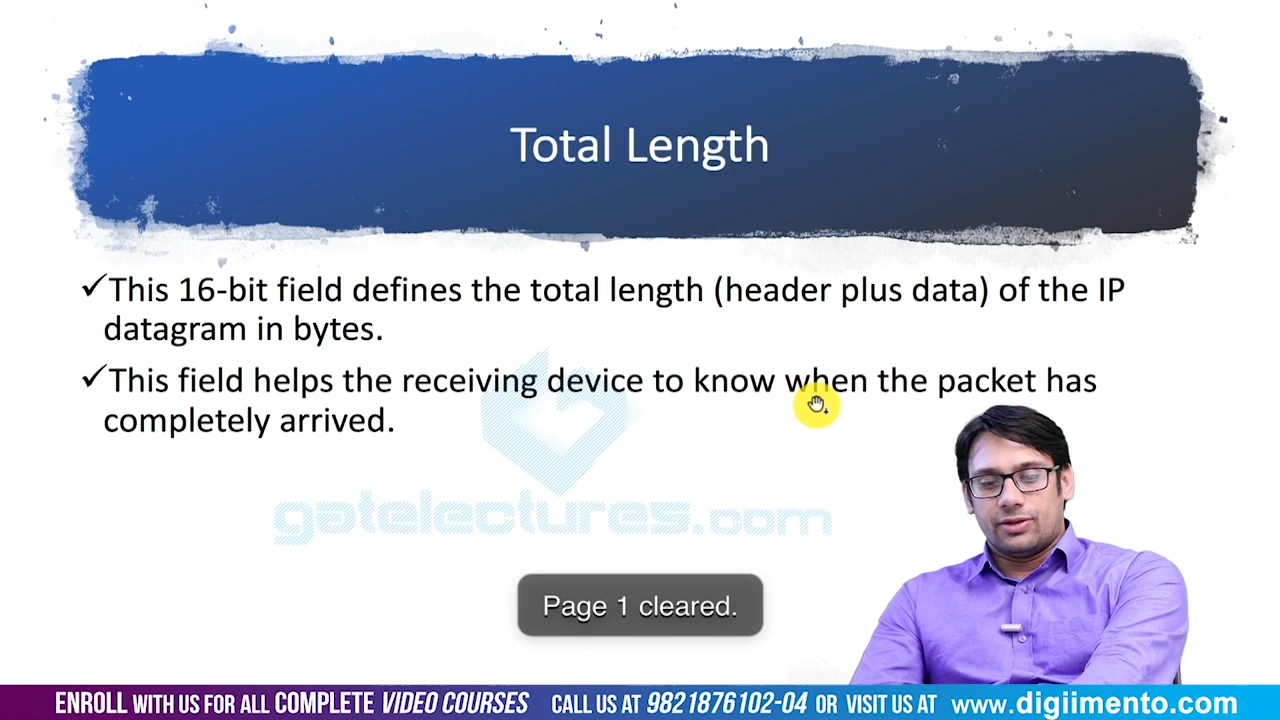 Total Length
✓This 16-bit field defines the total length (header plus data) of the IP
datagram in bytes.
✓This field helps the receiving device to know when the packet has
completely arrived.
gatelectures.com
Page 1 cleared.
ENROLL WITH US FOR ALL COMPLETE VIDEO COURSES CALL US AT 9821876102-04 OR VISIT US AT www.digiimento.com